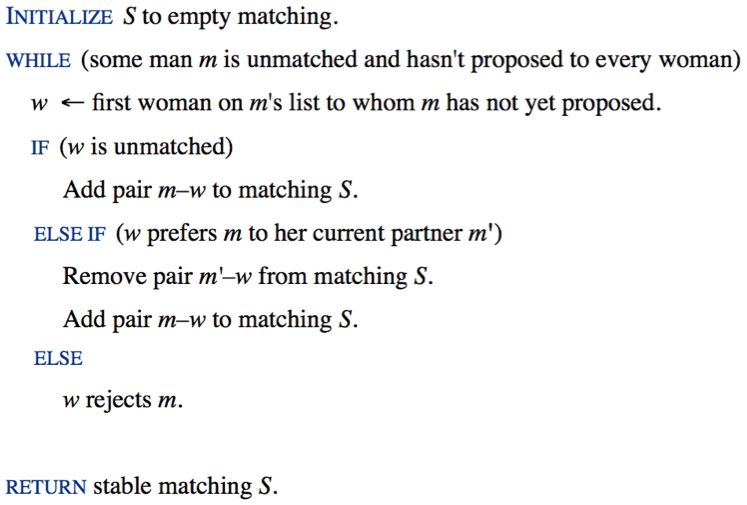 INITIALIZE S to empty matching.
WHILE (some man m is unmatched and hasn't proposed to every woman)
w ← first woman on m's list to whom m has not yet proposed.
IF (w is unmatched)
Add pair m–w to matching S.
ELSE IF (w prefers m to her current partner m')
Remove pair m'–w from matching S.
Add pair m–w to matching S.
ELSE
w rejects m.
RETURN stable matching S.